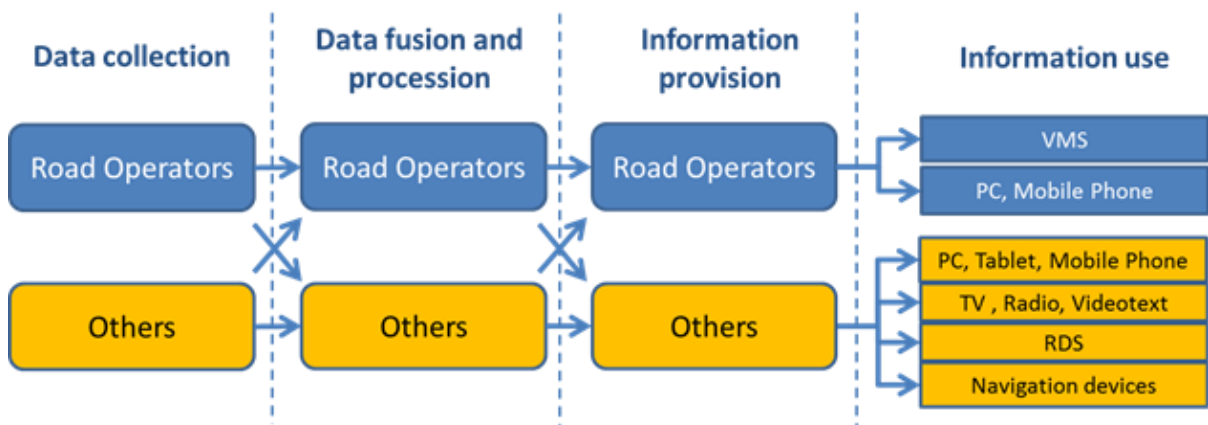 Data collection
Data fusion and
procession
Information
provision
Information use
Road Operators
Road Operators
Road Operators
VMS
PC, Mobile Phone
Others
Others
Others
PC, Tablet, Mobile Phone
TV , Radio, Videotext
RDS
Navigation devices